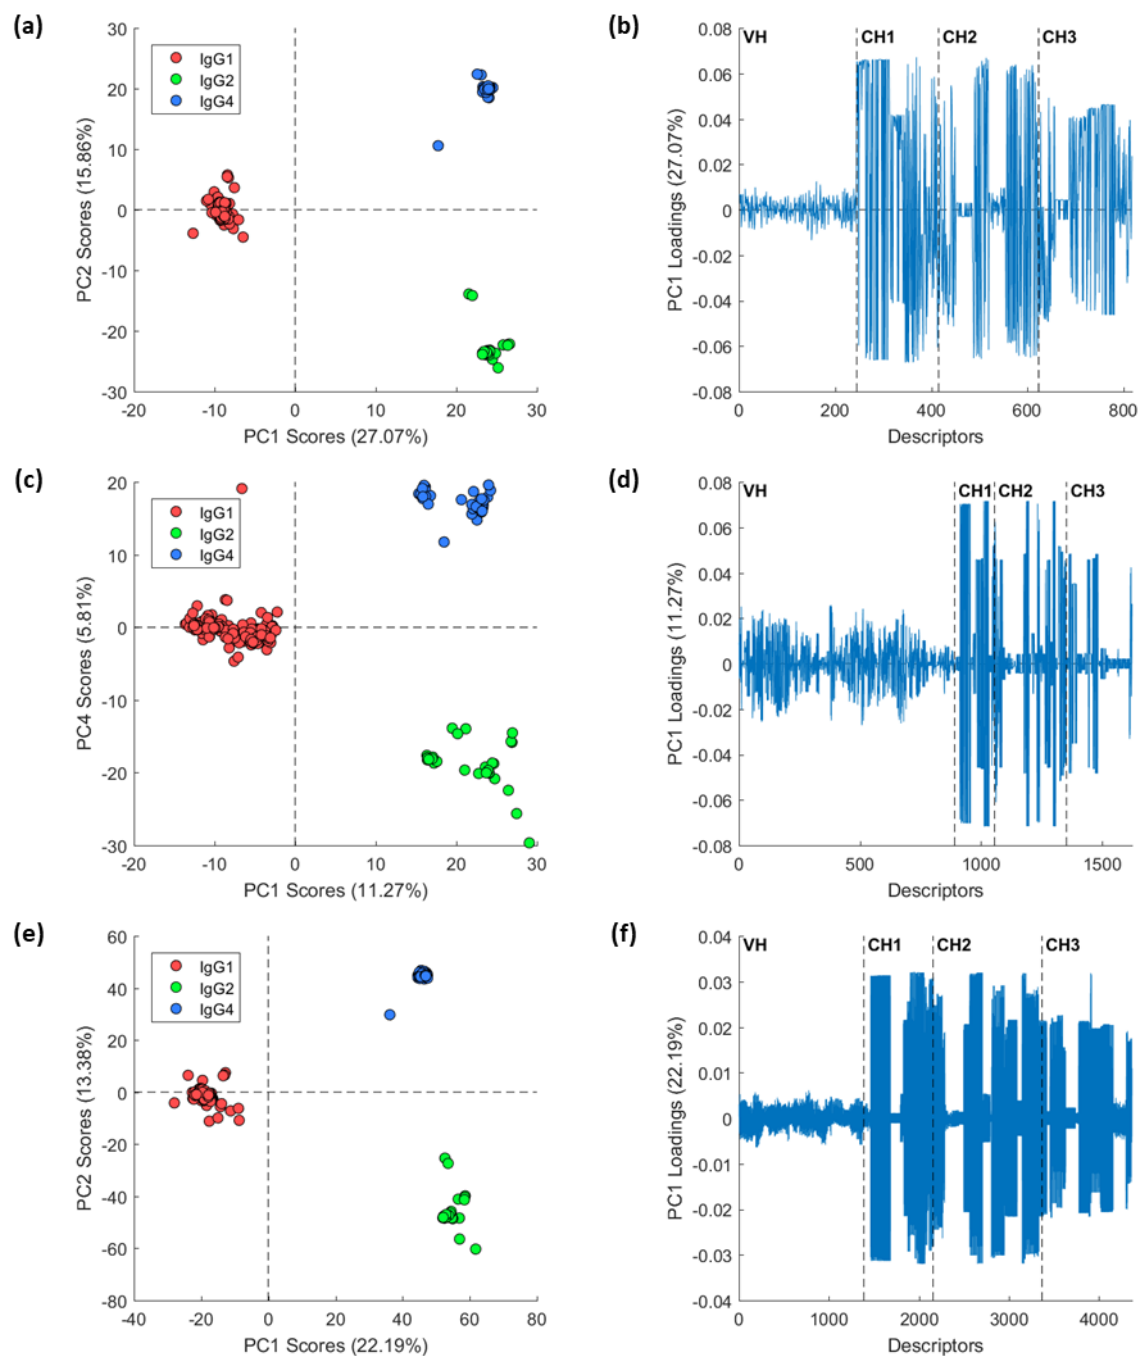 (a)
30
20
10
0
-10
-20
-30
PC2 Scores (15.86%)
IgG1
IgG2
IgG4
-20
-10
0
10
20
30
PC1 Scores (27.07%)
(b)
0.08
0.06
0.04
0.02
0
-0.02
-0.04
-0.06
-0.08
PC1 Loadings (27.07%)
VH
CH1
CH2
CH3
0
200
400
600
800
Descriptors
(c)
20
10
0
-10
-20
-30
PC4 Scores (5.81%)
IgG1
IgG2
IgG4
-20
-10
0
10
20
30
PC1 Scores (11.27%)
(d)
0.08
0.06
0.04
0.02
0
-0.02
-0.04
-0.06
-0.08
PC1 Loadings (11.27%)
VH
CH1
CH2
CH3
0
500
1000
1500
Descriptors
(e)
60
40
20
0
-20
-40
-60
-80
PC2 Scores (13.38%)
IgG1
IgG2
IgG4
-40
-20
0
20
40
60
80
PC1 Scores (22.19%)
(f)
0.04
0.03
0.02
0.01
0
-0.01
-0.02
-0.03
-0.04
PC1 Loadings (22.19%)
VH
CH1
CH2
CH3
0
1000
2000
3000
4000
Descriptors